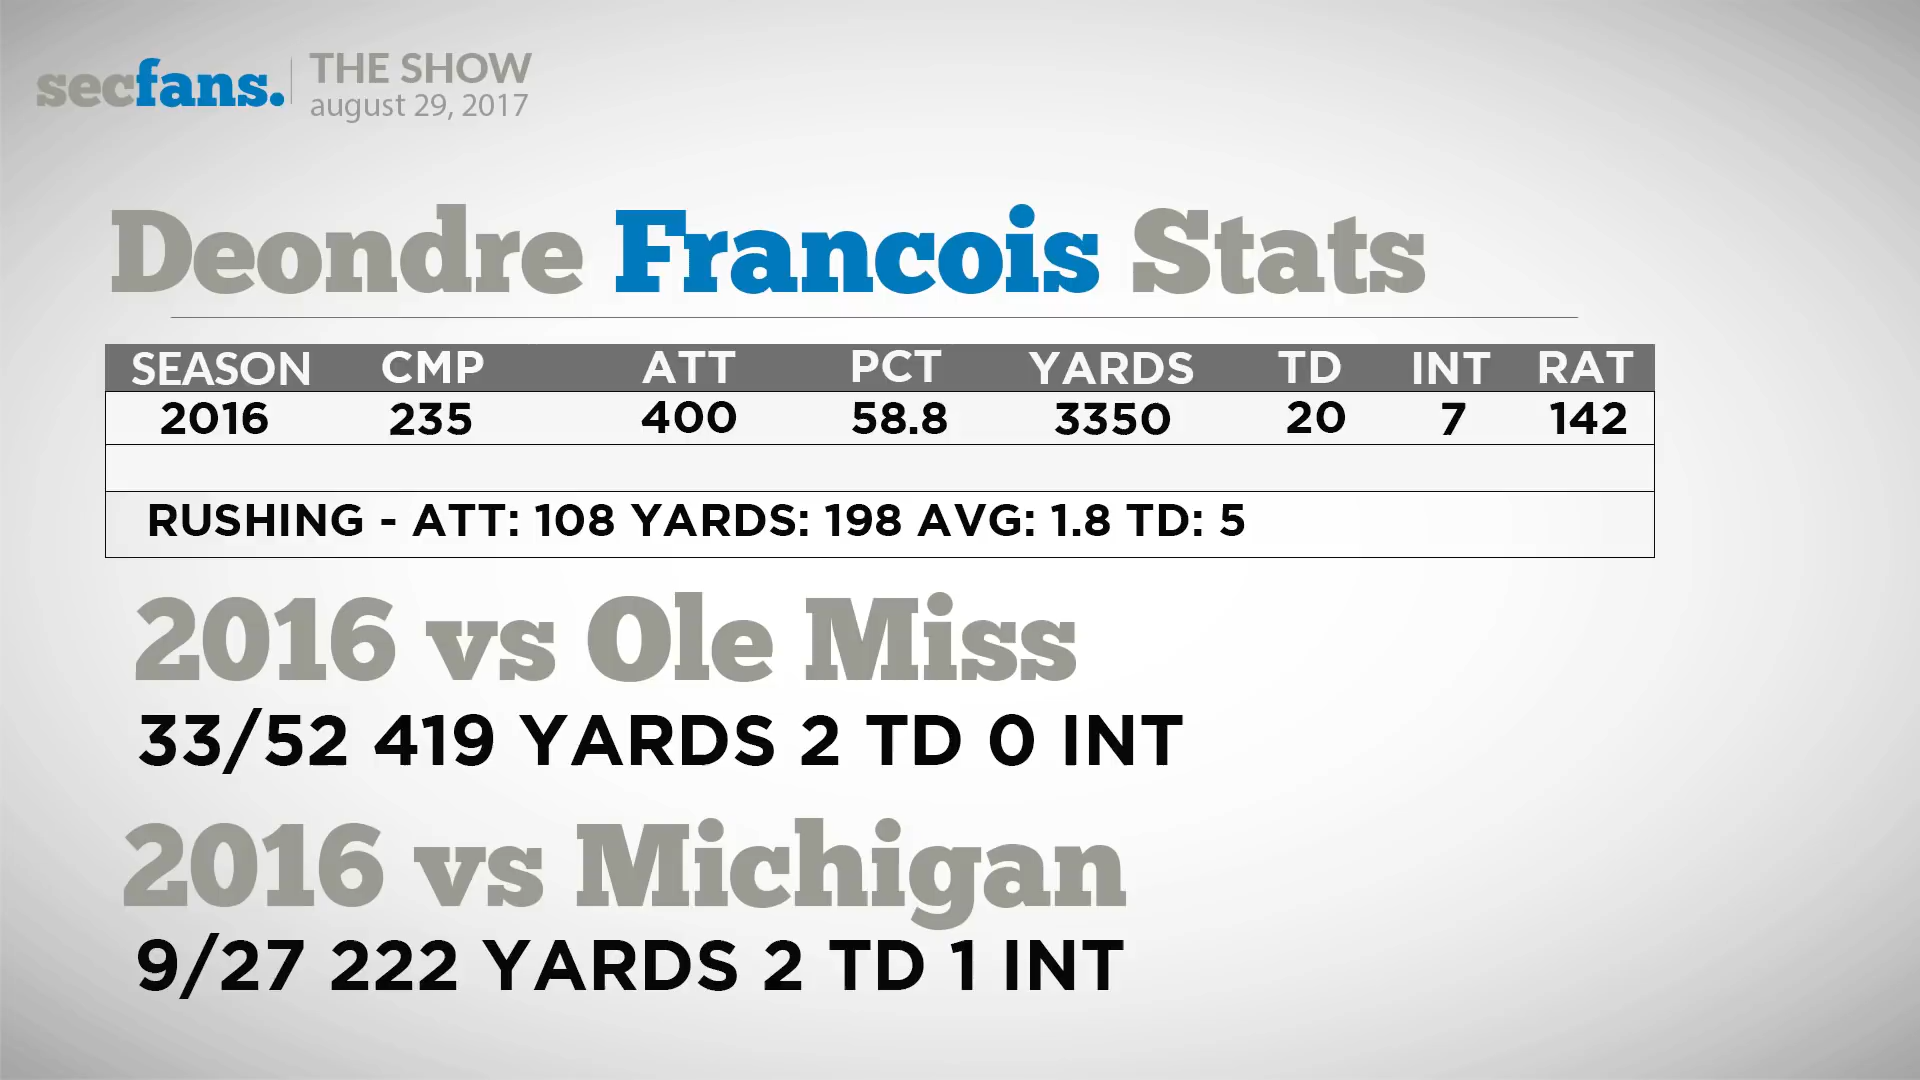 secfans. THE SHOW
august 29, 2017
Deondre Francois Stats
SEASON CMP ATT PCT YARDS TD INT RAT
2016 235 400 58.8 3350 20 7 142
RUSHING - ATT: 108 YARDS: 198 AVG: 1.8 TD: 5
2016 vs Ole Miss
33/52 419 YARDS 2 TD 0 INT
2016 vs Michigan
9/27 222 YARDS 2 TD 1 INT